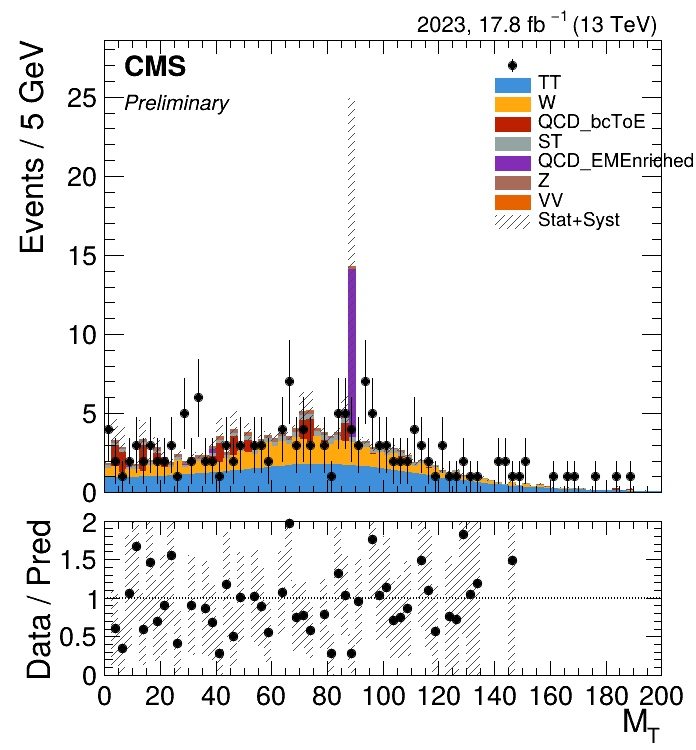 2023, 17.8 fb⁻¹ (13 TeV)
CMS
Preliminary
TT
W
QCD_bcToE
ST
QCD_EMEnriched
Z
VV
Stat+Syst
Events / 5 GeV
25
20
15
10
5
0
Data / Pred
2
1.5
1
0.5
0
0 20 40 60 80 100 120 140 160 180 200
M_T